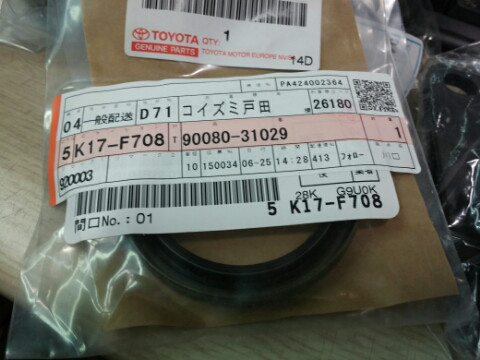 TOYOTA QTY: 1
GENUINE PARTS TOYOTA MOTOR EUROPE
14D
PA424002364
04 一般配送 D71 コイズミ戸田 26180
5 K17-F708 T 90080-31029 1
920003 10 150034 06-25 14:28 413 フォロー 川口
28K G9U0K
5 K17-F708
間口No.: 01